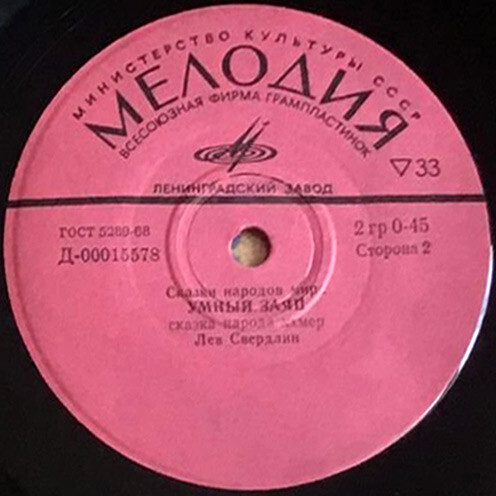 МИНИСТЕРСТВО КУЛЬТУРЫ СССР
МЕЛОДИЯ
ВСЕСОЮЗНАЯ ФИРМА ГРАМПЛАСТИНОК
▽33
ЛЕНИНГРАДСКИЙ ЗАВОД
ГОСТ 5289-68
2 гр 0-45
Д-00015578
Сторона 2
Сказки народов мира
УМНЫЙ ЗАЯЦ
сказка народа кхмер
Лев Свердлин